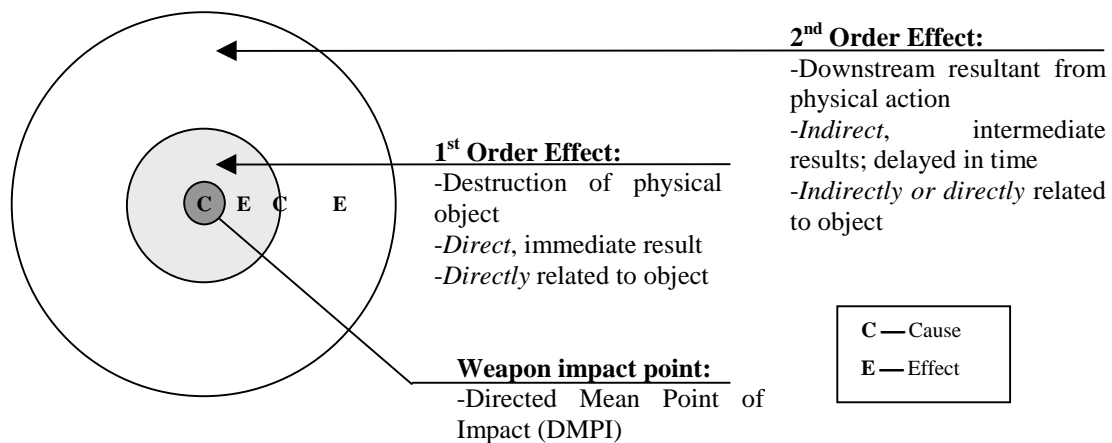 2nd Order Effect:
-Downstream resultant from
physical action
-Indirect, intermediate
results; delayed in time
-Indirectly or directly related
to object
1st Order Effect:
-Destruction of physical
object
-Direct, immediate result
-Directly related to object
C E C E
Weapon impact point:
-Directed Mean Point of
Impact (DMPI)
C — Cause
E — Effect